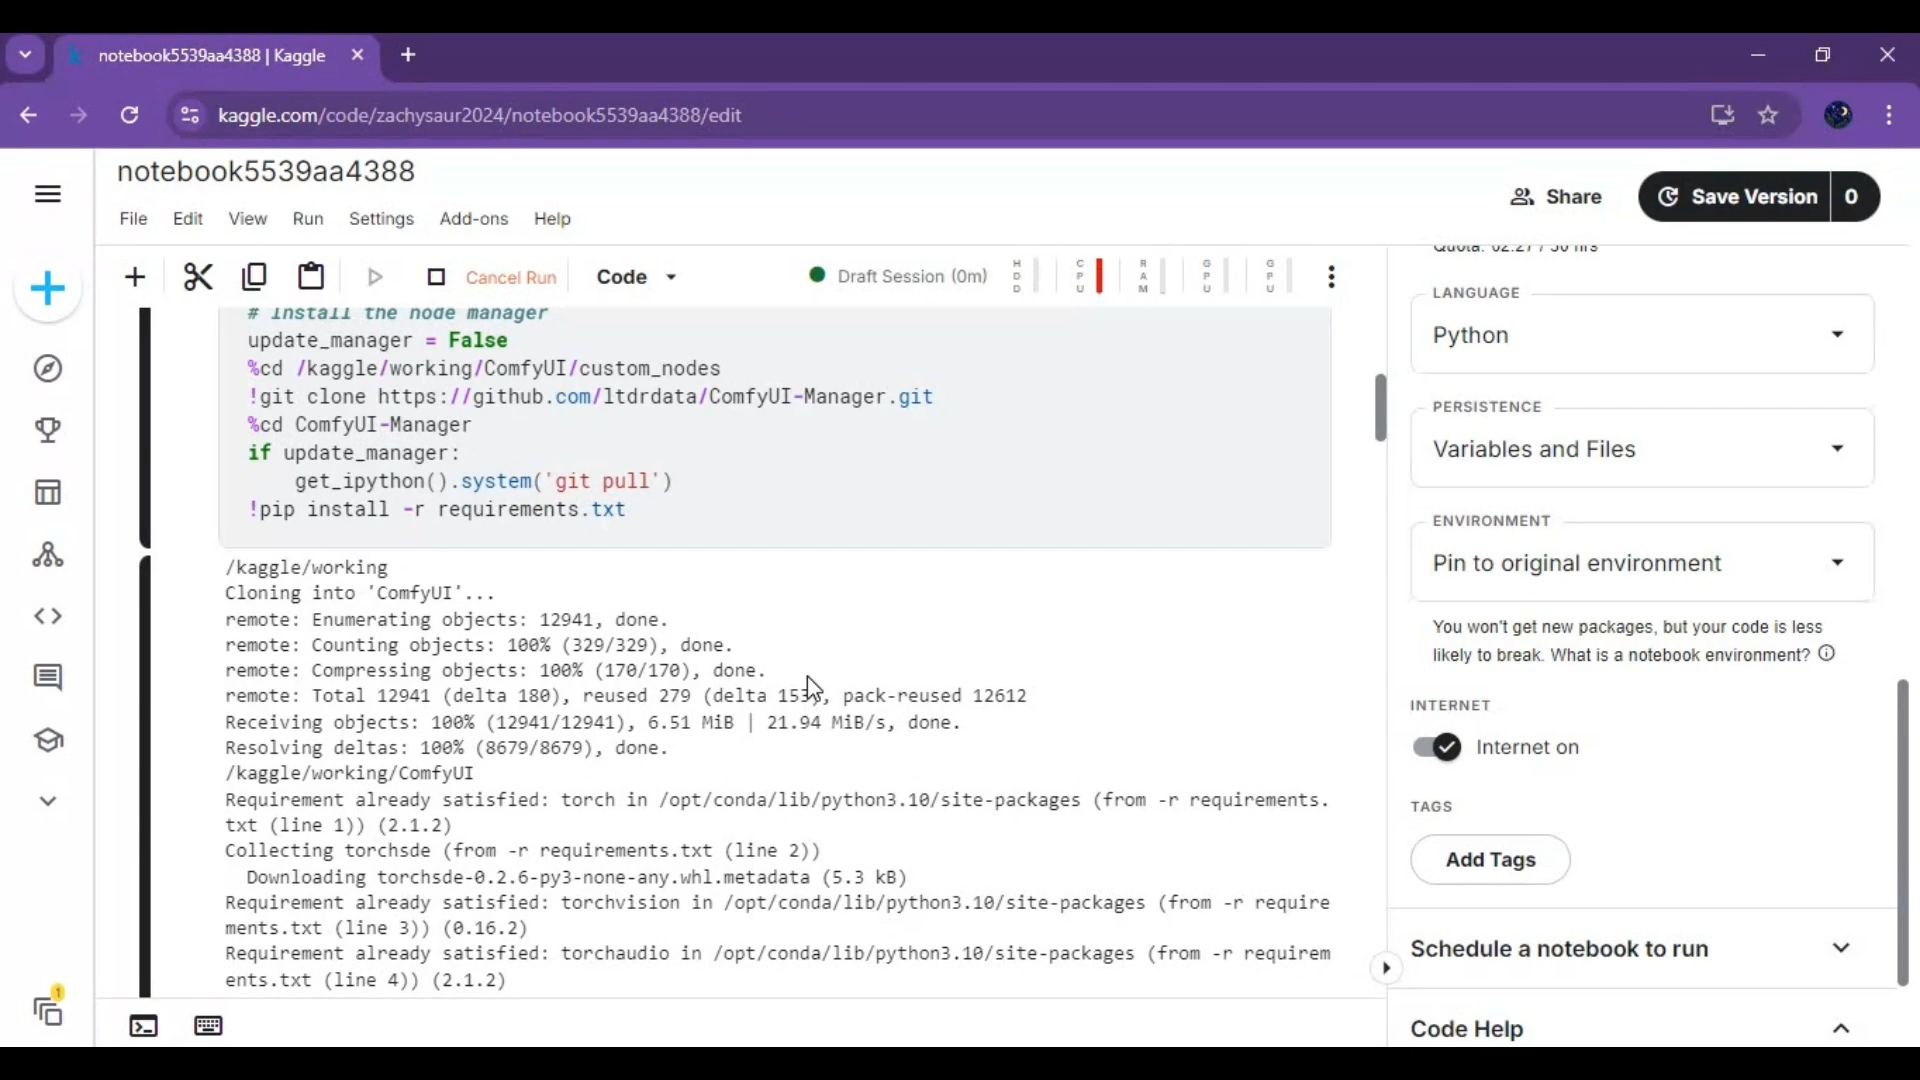 notebook5539aa4388 | Kaggle
kaggle.com/code/zachysaur2024/notebook5539aa4388/edit
notebook5539aa4388
File Edit View Run Settings Add-ons Help
Share
Save Version 0
Cancel Run
Code
Draft Session (0m)
HDD
CPU
RAM
GPU
GPU
# Install the node manager
update_manager = False
%cd /kaggle/working/ComfyUI/custom_nodes
!git clone https://github.com/ltdrdata/ComfyUI-Manager.git
%cd ComfyUI-Manager
if update_manager:
get_ipython().system('git pull')
!pip install -r requirements.txt
/kaggle/working
Cloning into 'ComfyUI'...
remote: Enumerating objects: 12941, done.
remote: Counting objects: 100% (329/329), done.
remote: Compressing objects: 100% (170/170), done.
remote: Total 12941 (delta 180), reused 279 (delta 153), pack-reused 12612
Receiving objects: 100% (12941/12941), 6.51 MiB | 21.94 MiB/s, done.
Resolving deltas: 100% (8679/8679), done.
/kaggle/working/ComfyUI
Requirement already satisfied: torch in /opt/conda/lib/python3.10/site-packages (from -r requirements.
txt (line 1)) (2.1.2)
Collecting torchsde (from -r requirements.txt (line 2))
Downloading torchsde-0.2.6-py3-none-any.whl.metadata (5.3 kB)
Requirement already satisfied: torchvision in /opt/conda/lib/python3.10/site-packages (from -r require
ments.txt (line 3)) (0.16.2)
Requirement already satisfied: torchaudio in /opt/conda/lib/python3.10/site-packages (from -r requirem
ents.txt (line 4)) (2.1.2)
1
Quota: 02:27 / 30 hrs
LANGUAGE
Python
PERSISTENCE
Variables and Files
ENVIRONMENT
Pin to original environment
You won't get new packages, but your code is less
likely to break. What is a notebook environment?
INTERNET
Internet on
TAGS
Add Tags
Schedule a notebook to run
Code Help